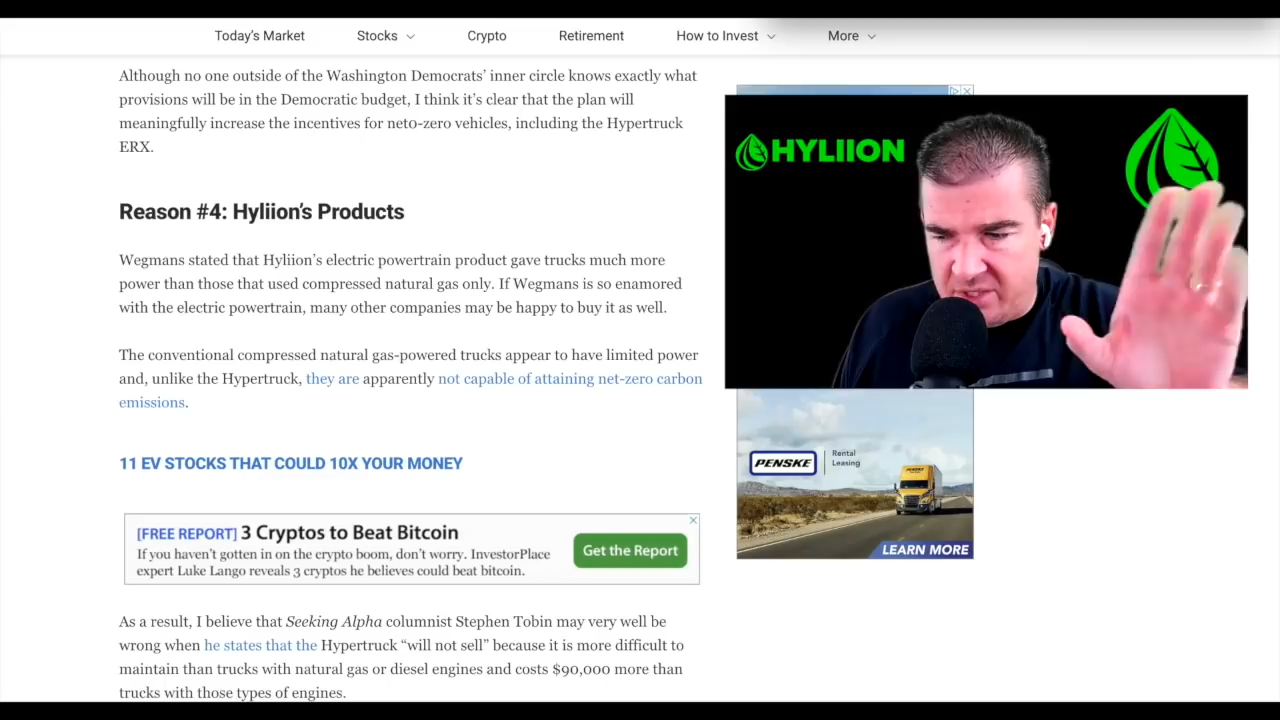 Today's Market Stocks Crypto Retirement How to Invest More
Although no one outside of the Washington Democrats' inner circle knows exactly what
provisions will be in the Democratic budget, I think it's clear that the plan will
meaningfully increase the incentives for net0-zero vehicles, including the Hypertruck
ERX.
Reason #4: Hyliion's Products
Wegmans stated that Hyliion's electric powertrain product gave trucks much more
power than those that used compressed natural gas only. If Wegmans is so enamored
with the electric powertrain, many other companies may be happy to buy it as well.
The conventional compressed natural gas-powered trucks appear to have limited power
and, unlike the Hypertruck, they are apparently not capable of attaining net-zero carbon
emissions.
11 EV STOCKS THAT COULD 10X YOUR MONEY
[FREE REPORT] 3 Cryptos to Beat Bitcoin
If you haven't gotten in on the crypto boom, don't worry. InvestorPlace
expert Luke Lango reveals 3 cryptos he believes could beat bitcoin.
Get the Report
As a result, I believe that Seeking Alpha columnist Stephen Tobin may very well be
wrong when he states that the Hypertruck “will not sell” because it is more difficult to
maintain than trucks with natural gas or diesel engines and costs $90,000 more than
trucks with those types of engines.
HYLIION
PENSKE
Rental
Leasing
PENSKE
LEARN MORE